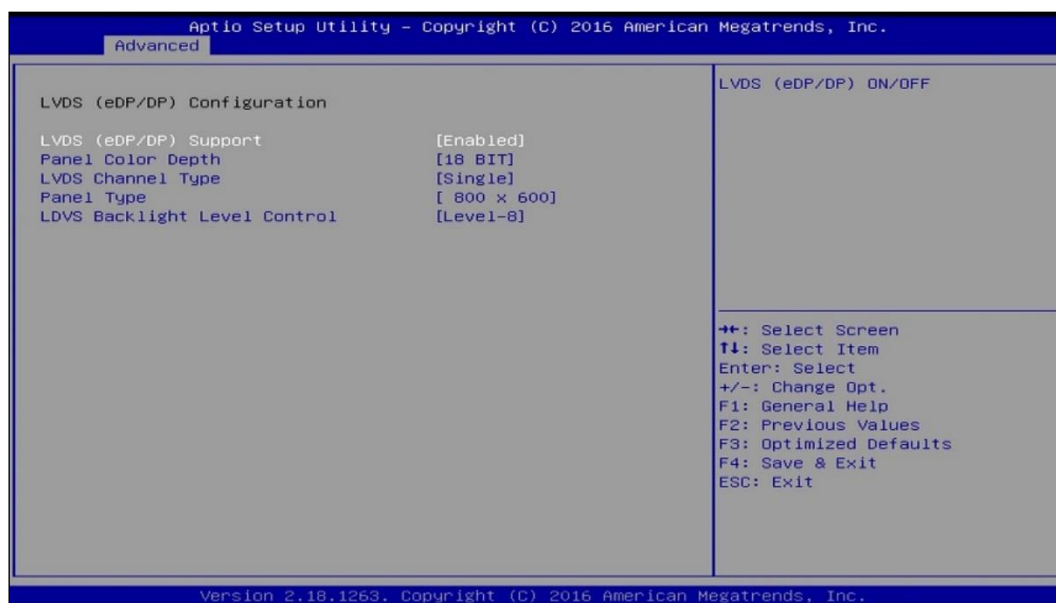 Aptio Setup Utility – Copyright (C) 2016 American Megatrends, Inc.
Advanced
LVDS (eDP/DP) Configuration
LVDS (eDP/DP) Support [Enabled]
Panel Color Depth [18 BIT]
LVDS Channel Type [Single]
Panel Type [ 800 x 600]
LDVS Backlight Level Control [Level-8]
LVDS (eDP/DP) ON/OFF
→←: Select Screen
↑↓: Select Item
Enter: Select
+/-: Change Opt.
F1: General Help
F2: Previous Values
F3: Optimized Defaults
F4: Save & Exit
ESC: Exit
Version 2.18.1263. Copyright (C) 2016 American Megatrends, Inc.